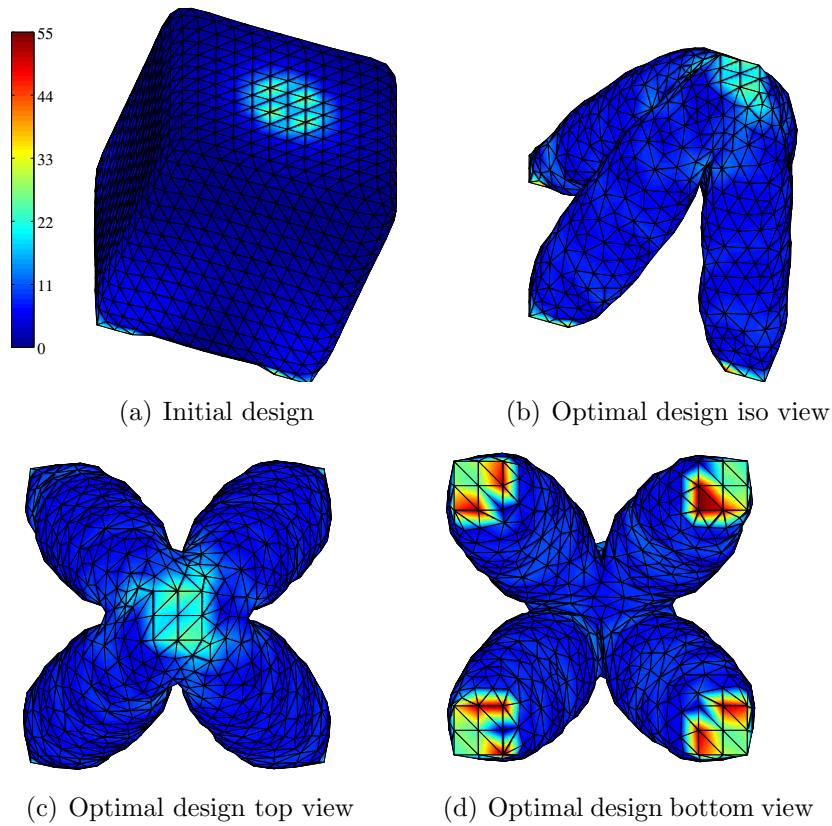 55
44
33
22
11
0
(a) Initial design
(b) Optimal design iso view
(c) Optimal design top view
(d) Optimal design bottom view